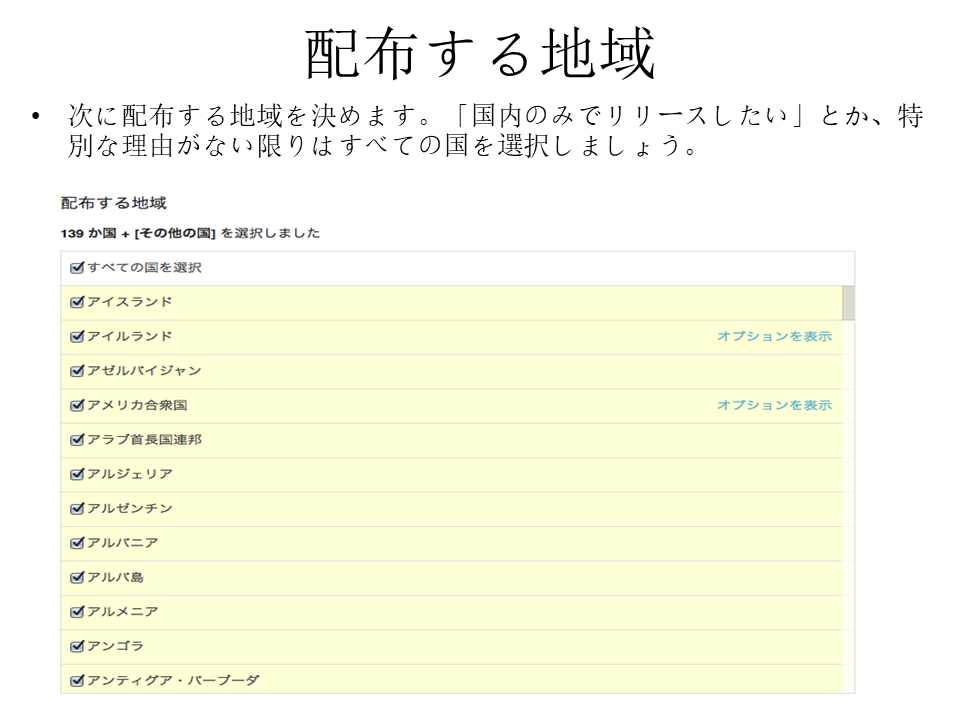 配布する地域
• 次に配布する地域を決めます。「国内のみでリリースしたい」とか、特
別な理由がない限りはすべての国を選択しましょう。
配布する地域
139 か国 + [その他の国] を選択しました
すべての国を選択
アイスランド
アイルランド オプションを表示
アゼルバイジャン
アメリカ合衆国 オプションを表示
アラブ首長国連邦
アルジェリア
アルゼンチン
アルバニア
アルバ島
アルメニア
アンゴラ
アンティグア・バーブーダ